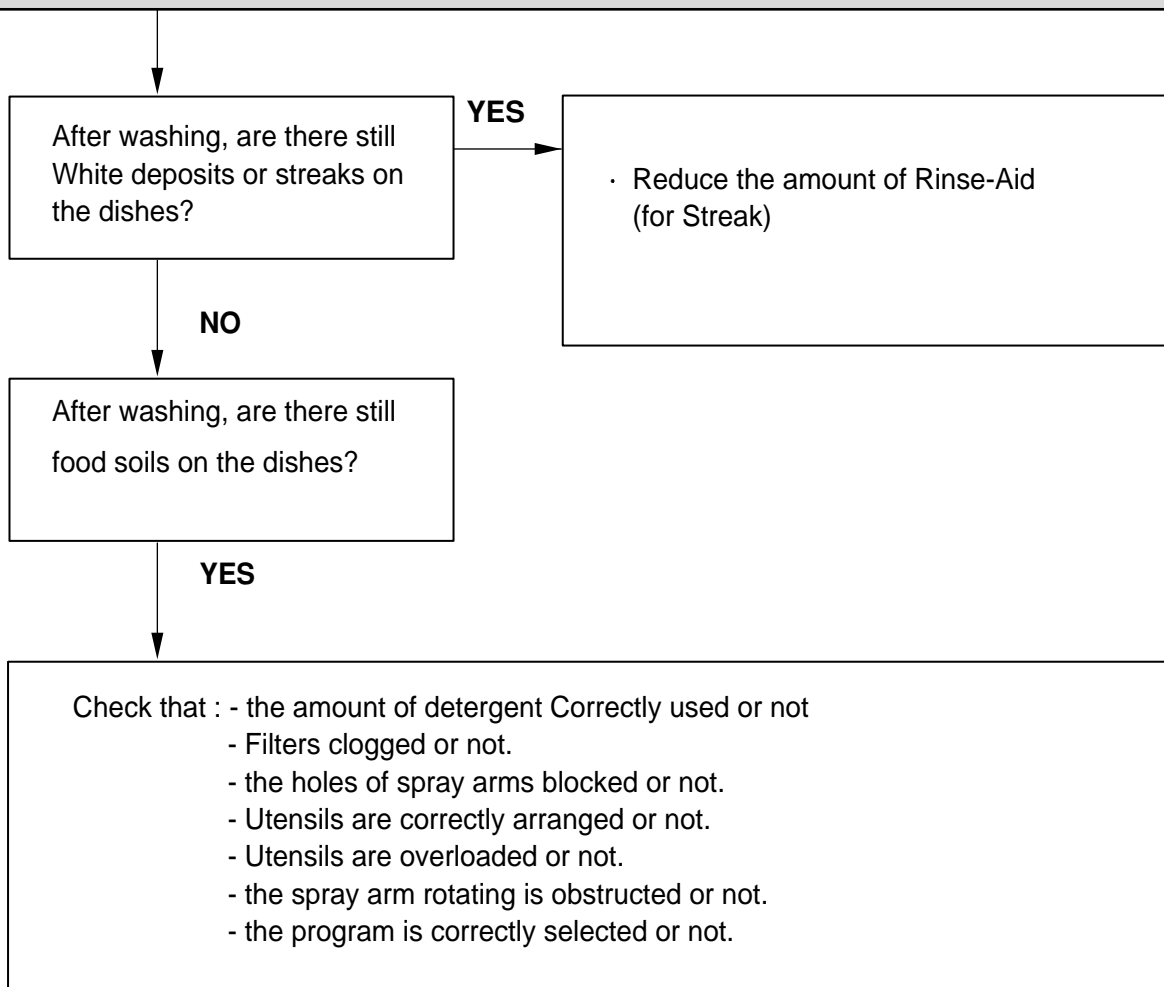 After washing, are there still
White deposits or streaks on
the dishes?
YES
· Reduce the amount of Rinse-Aid
(for Streak)
NO
After washing, are there still
food soils on the dishes?
YES
Check that : - the amount of detergent Correctly used or not
- Filters clogged or not.
- the holes of spray arms blocked or not.
- Utensils are correctly arranged or not.
- Utensils are overloaded or not.
- the spray arm rotating is obstructed or not.
- the program is correctly selected or not.